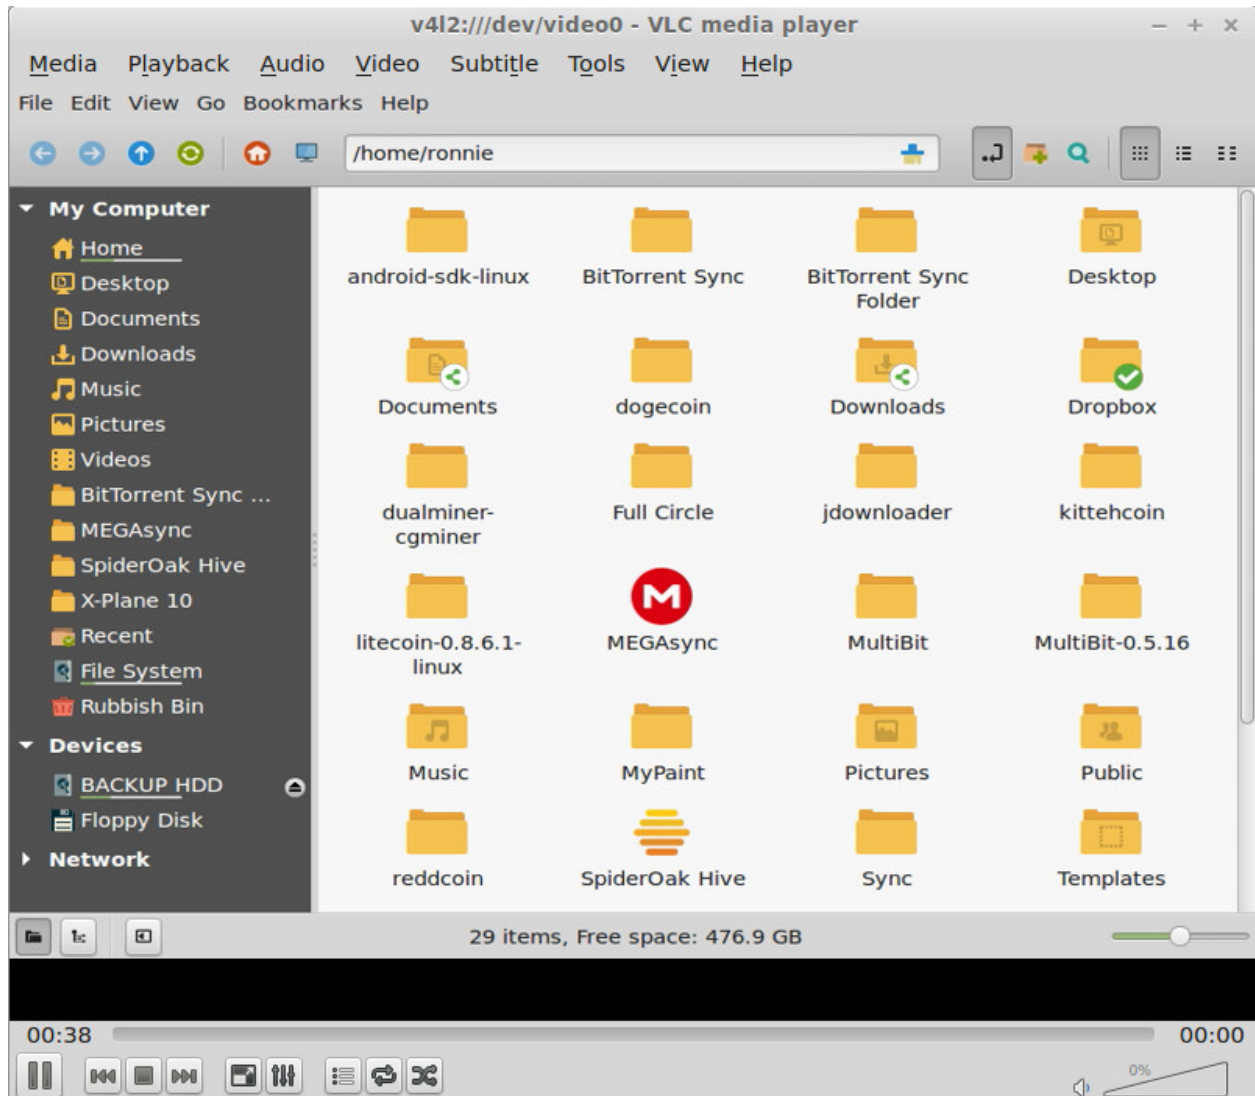 v4l2:///dev/video0 - VLC media player
Media Playback Audio Video Subtitle Tools View Help
File Edit View Go Bookmarks Help
/home/ronnie
My Computer
Home
Desktop
Documents
Downloads
Music
Pictures
Videos
BitTorrent Sync ...
MEGAsync
SpiderOak Hive
X-Plane 10
Recent
File System
Rubbish Bin
Devices
BACKUP HDD
Floppy Disk
Network
android-sdk-linux
BitTorrent Sync
BitTorrent Sync
Folder
Desktop
Documents
dogecoin
Downloads
Dropbox
dualminer-
cgminer
Full Circle
jdownloader
kittehcoin
litecoin-0.8.6.1-
linux
M
MEGAsync
MultiBit
MultiBit-0.5.16
Music
MyPaint
Pictures
Public
reddcoin
SpiderOak Hive
Sync
Templates
29 items, Free space: 476.9 GB
00:38
00:00
0%